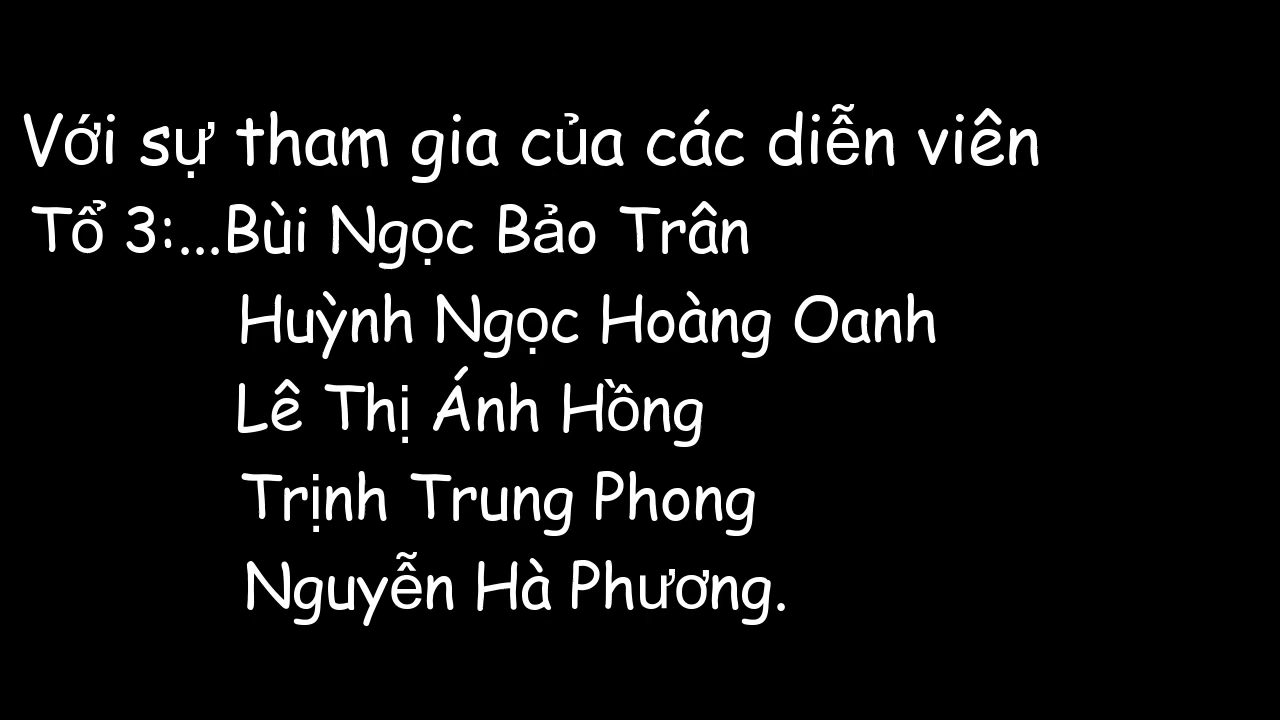 Với sự tham gia của các diễn viên
Tổ 3:...Bùi Ngọc Bảo Trân
Huỳnh Ngọc Hoàng Oanh
Lê Thị Ánh Hồng
Trịnh Trung Phong
Nguyễn Hà Phương.